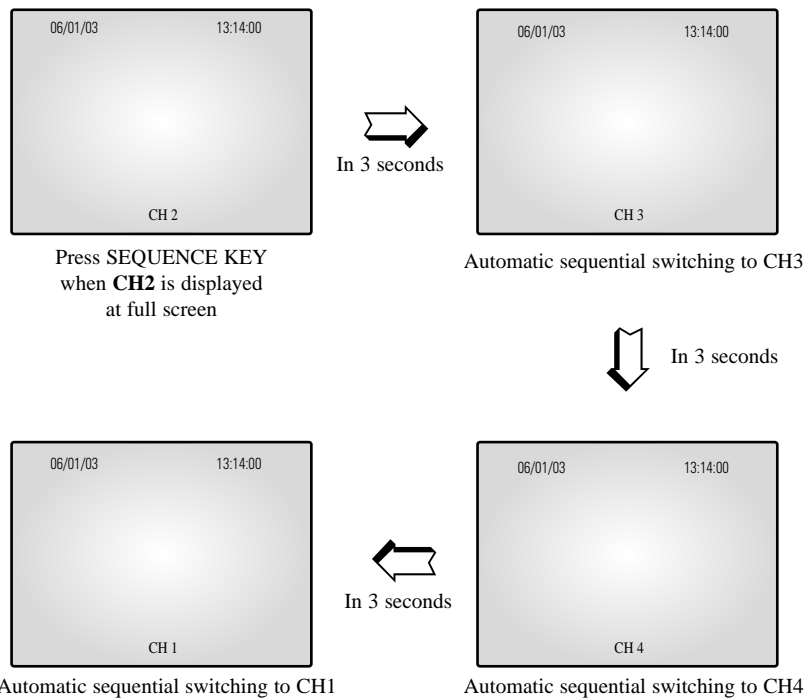 06/01/03 13:14:00
CH 2
Press SEQUENCE KEY
when CH2 is displayed
at full screen
In 3 seconds
06/01/03 13:14:00
CH 3
Automatic sequential switching to CH3
In 3 seconds
06/01/03 13:14:00
CH 4
Automatic sequential switching to CH4
In 3 seconds
06/01/03 13:14:00
CH 1
Automatic sequential switching to CH1